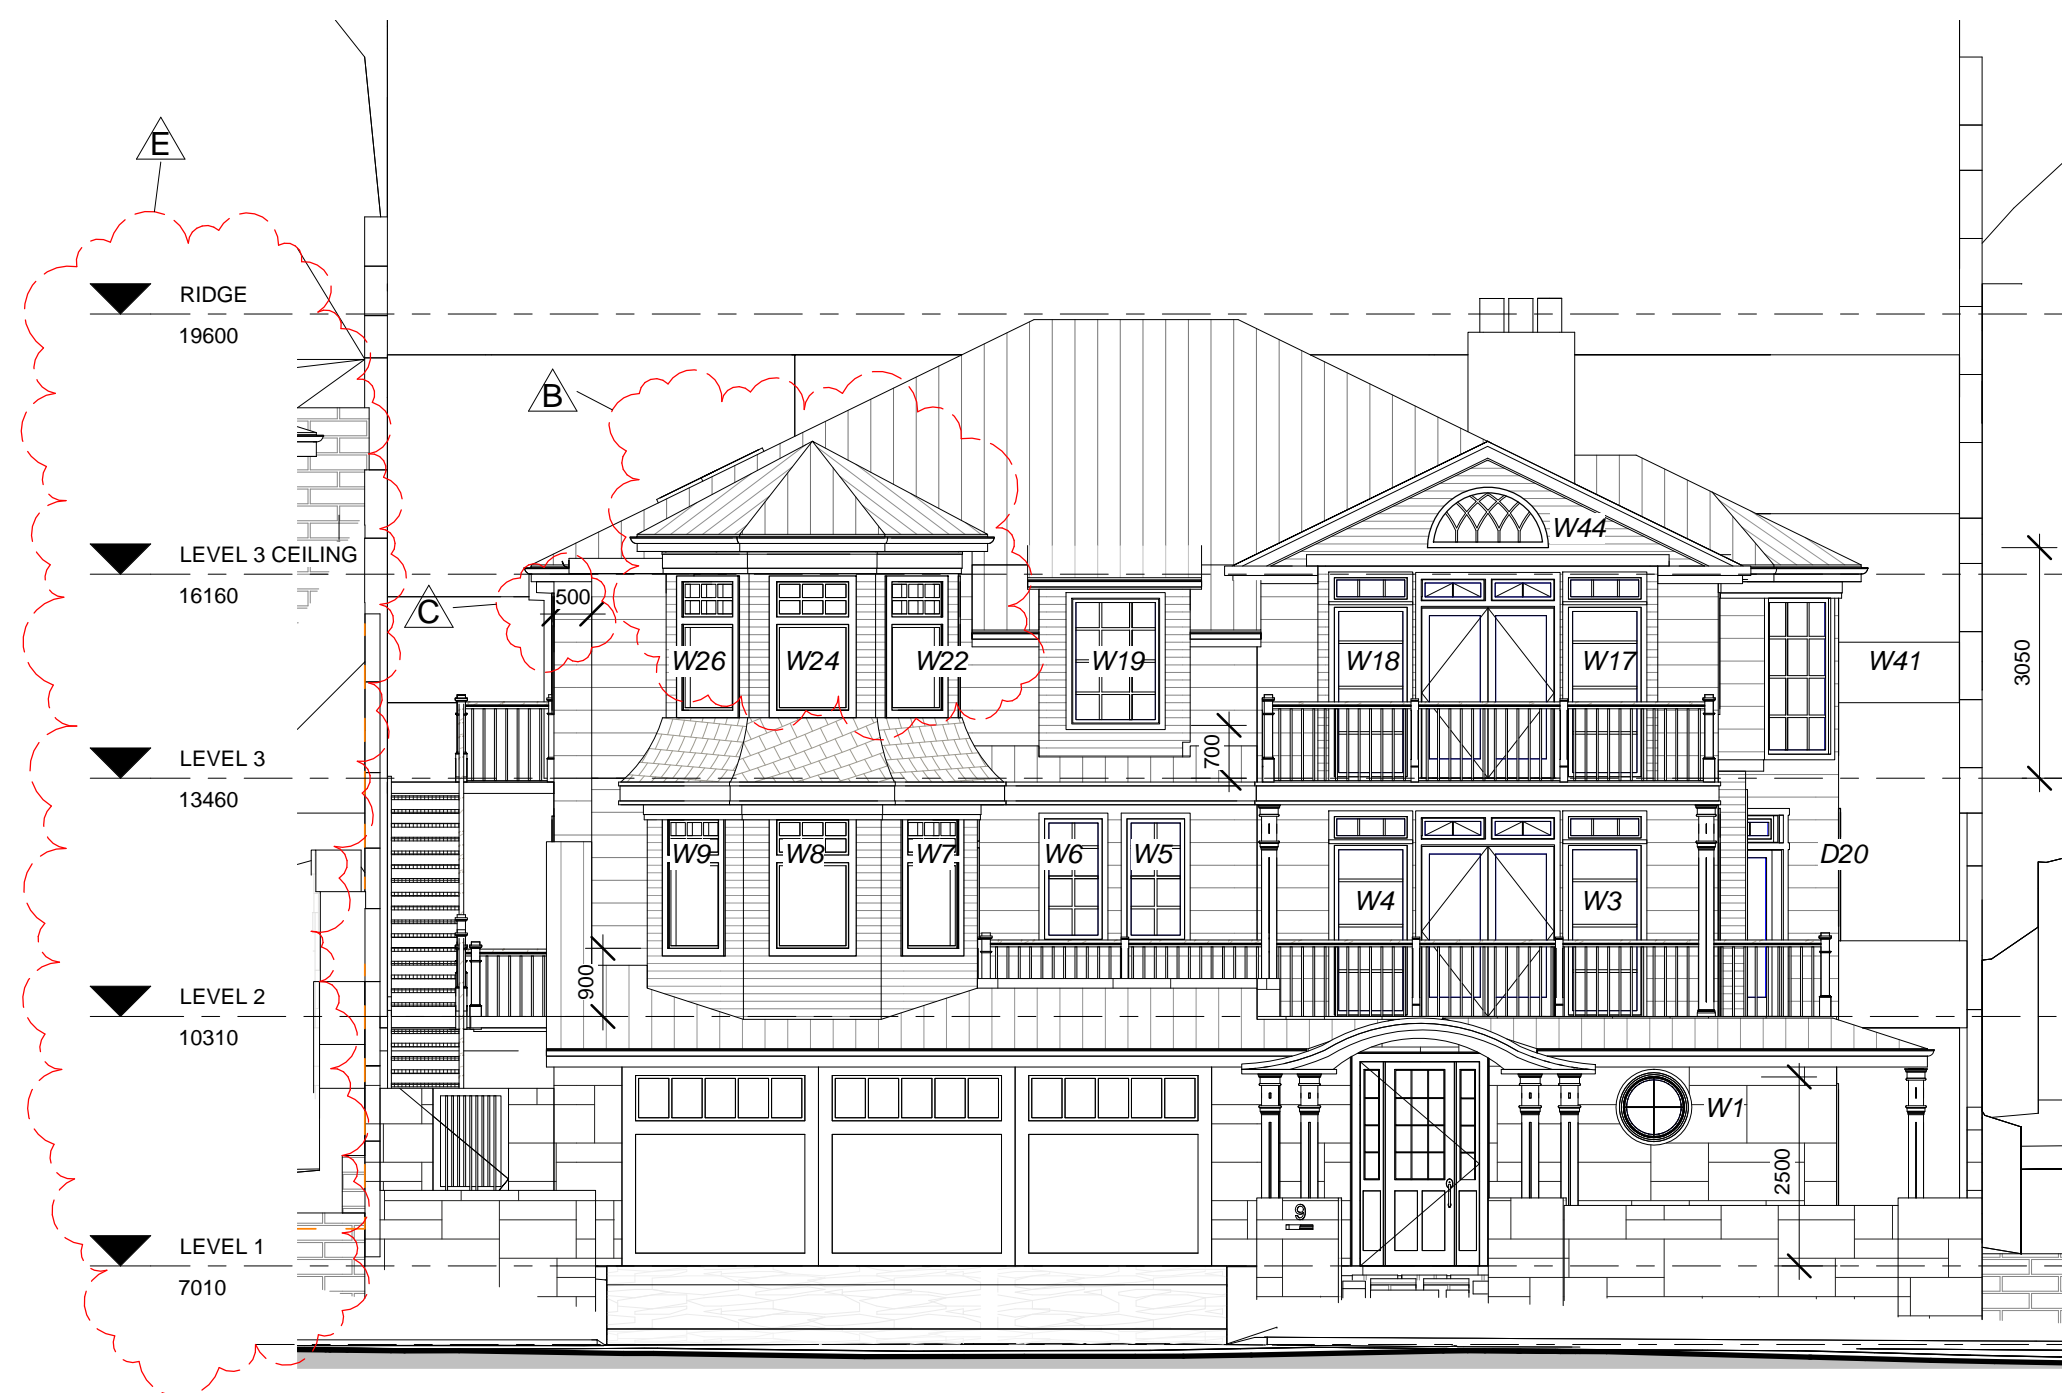 E
RIDGE
19600
B
W44
LEVEL 3 CEILING
16160
C
500
W26
W24
W22
W19
W18
W17
W41
3050
700
LEVEL 3
13460
W9
W8
W7
W6
W5
D20
W4
W3
900
LEVEL 2
10310
W1
2500
9
LEVEL 1
7010